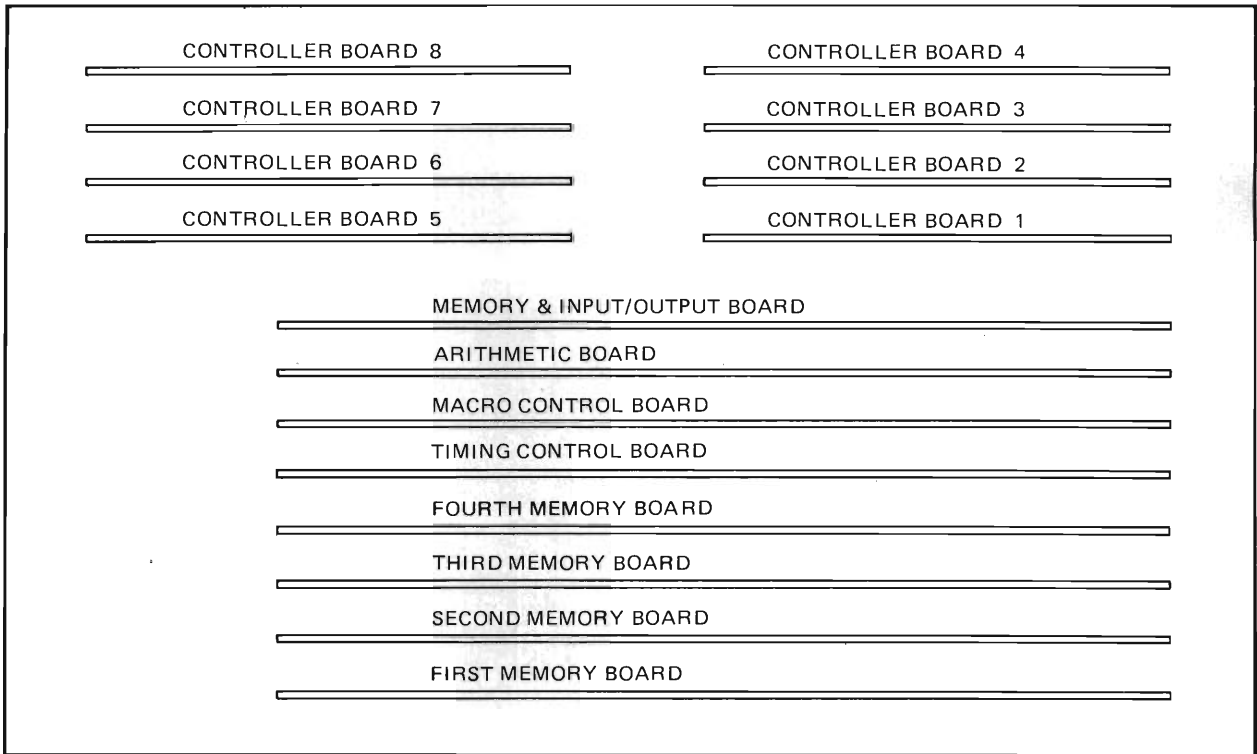 CONTROLLER BOARD 8
CONTROLLER BOARD 4
CONTROLLER BOARD 7
CONTROLLER BOARD 3
CONTROLLER BOARD 6
CONTROLLER BOARD 2
CONTROLLER BOARD 5
CONTROLLER BOARD 1
MEMORY & INPUT/OUTPUT BOARD
ARITHMETIC BOARD
MACRO CONTROL BOARD
TIMING CONTROL BOARD
FOURTH MEMORY BOARD
THIRD MEMORY BOARD
SECOND MEMORY BOARD
FIRST MEMORY BOARD